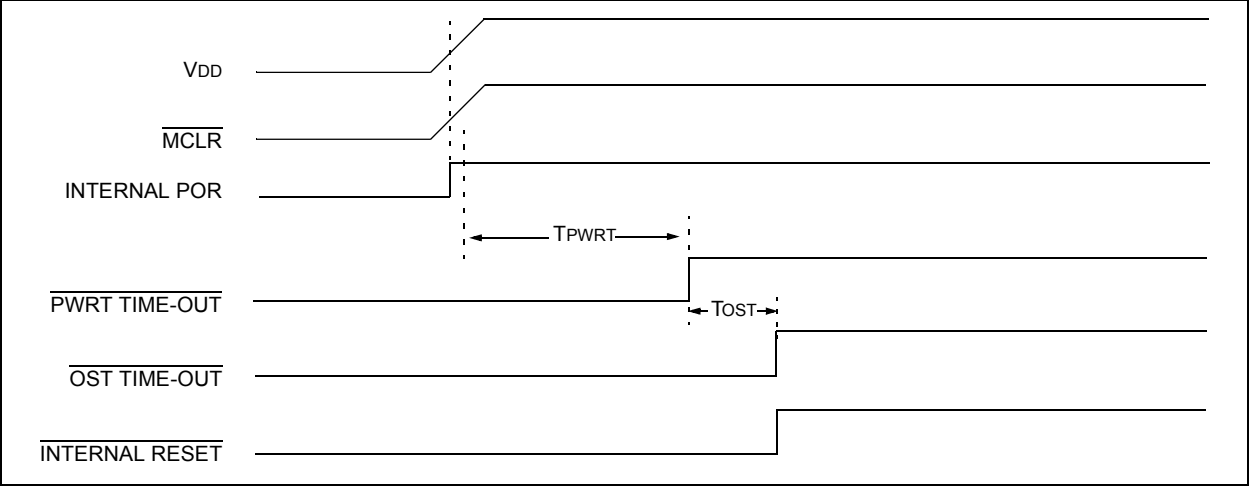 VDD
MCLR
INTERNAL POR
TPWRT
PWRT TIME-OUT
TOST
OST TIME-OUT
INTERNAL RESET